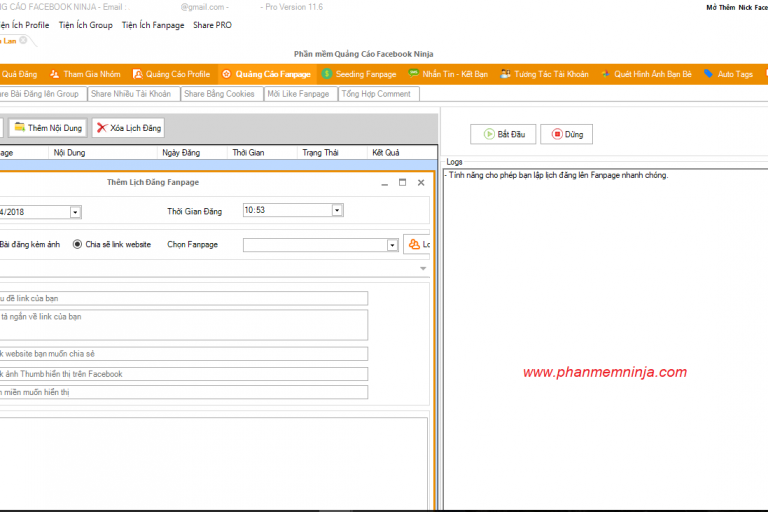 NG CÁO FACEBOOK NINJA - Email : . @gmail.com - - Pro Version 11.6
Mở Thêm Nick Face
iện Ích Profile Tiện Ích Group Tiện Ích Fanpage Share PRO
Lan
Phần mềm Quảng Cáo Facebook Ninja
Quả Đăng Tham Gia Nhóm Quảng Cáo Profile Quảng Cáo Fanpage Seeding Fanpage Nhắn Tin - Kết Bạn Tương Tác Tài Khoản Quét Hình Ảnh Bạn Bè Auto Tags
are Bài Đăng lên Group Share Nhiều Tài Khoản Share Bằng Cookies Mời Like Fanpage Tổng Hợp Comment
Thêm Nội Dung Xóa Lịch Đăng
Bắt Đầu Dừng
page Nội Dung Ngày Đăng Thời Gian Trạng Thái Kết Quả
Logs
- Tính năng cho phép bạn lập lịch đăng lên Fanpage nhanh chóng.
Thêm Lịch Đăng Fanpage
4/2018 Thời Gian Đăng 10:53
Bài đăng kèm ảnh Chia sẽ link website Chọn Fanpage Lo
u đề link của bạn
tả ngắn về link của bạn
k website bạn muốn chia sẻ
k ảnh Thumb hiển thị trên Facebook
n miền muốn hiển thị
www.phanmemninja.com